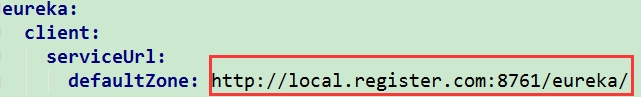 eureka:
client:
serviceUrl:
defaultZone: http://local.register.com:8761/eureka/